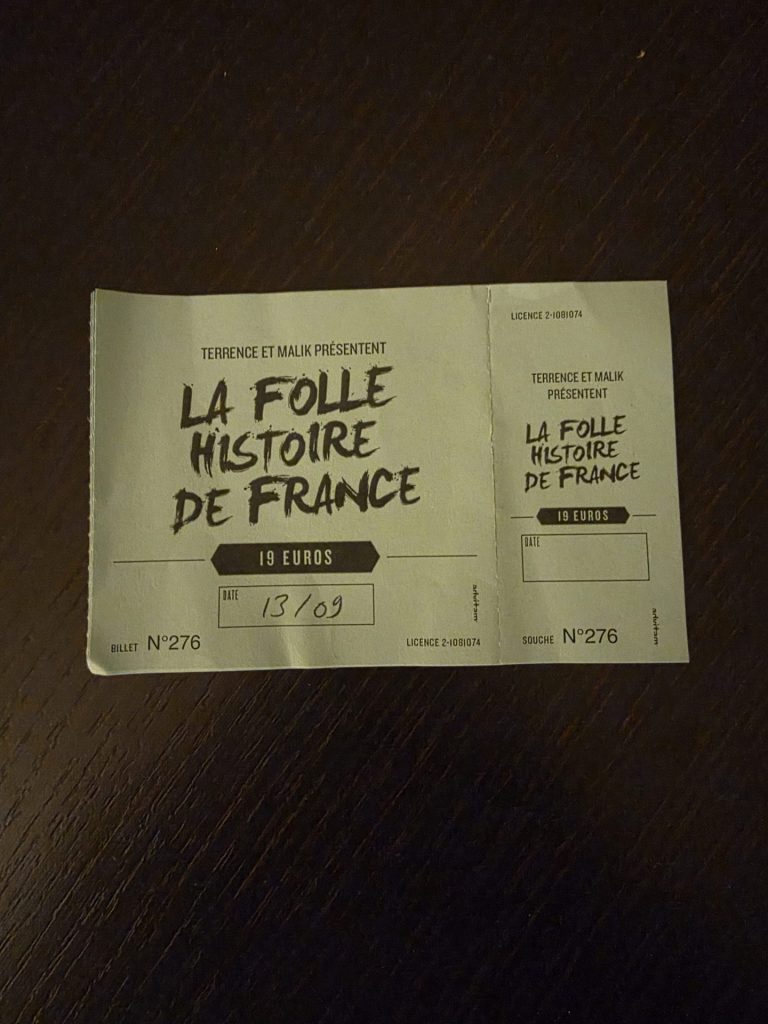 TERRENCE ET MALIK PRÉSENTENT
LA FOLLE
HISTOIRE
DE FRANCE
19 EUROS
DATE
13/09
BILLET N°276
LICENCE 2-1081074
LICENCE 2-1081074
TERRENCE ET MALIK
PRÉSENTENT
LA FOLLE
HISTOIRE
DE FRANCE
19 EUROS
DATE
SOUCHE N°276